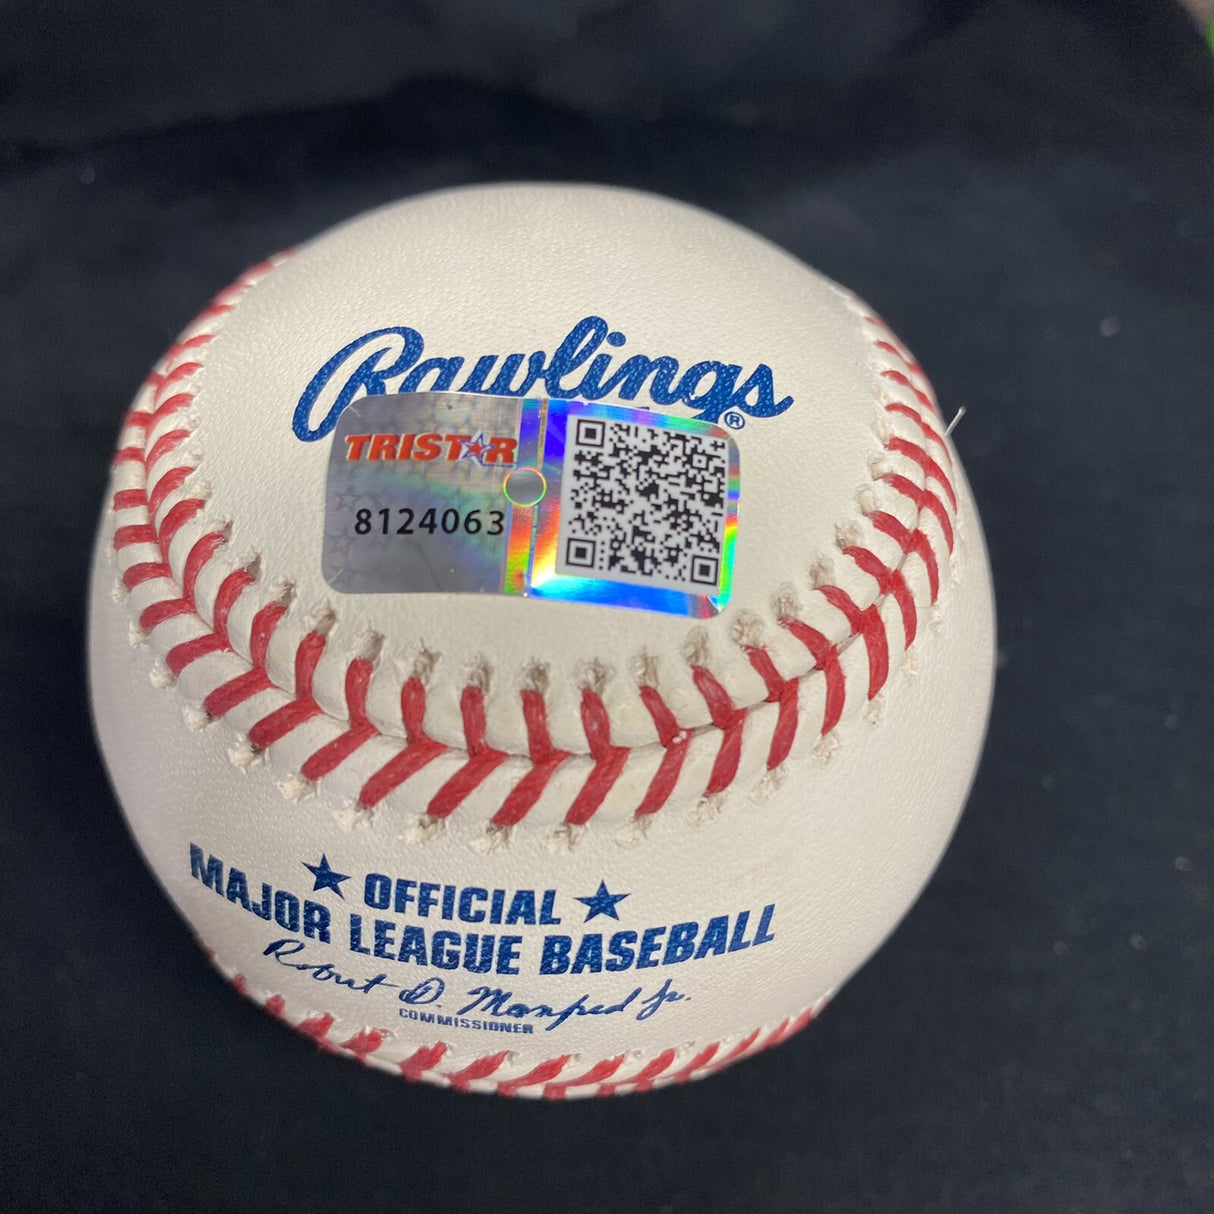 Rawlings®
TRISTAR
8124063
OFFICIAL
MAJOR LEAGUE BASEBALL
Robert D. Manfred Jr.
COMMISSIONER